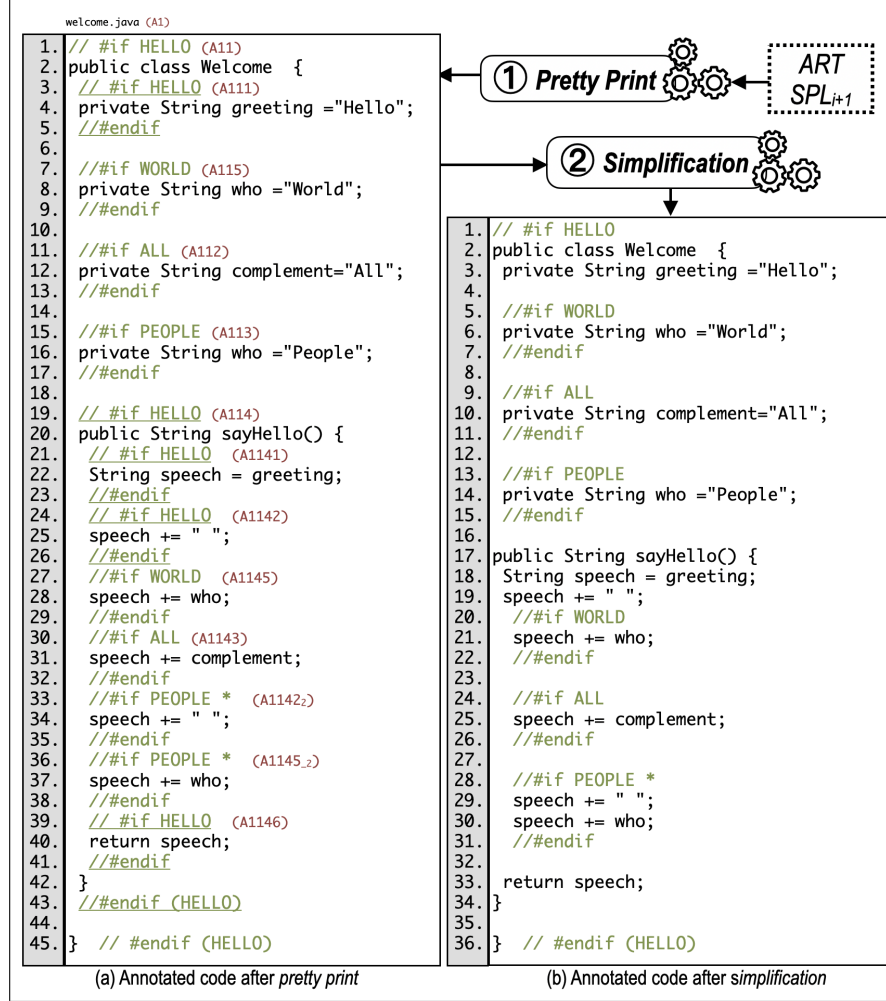 welcome.java (A1)
1. // #if HELLO (A11)
2. public class Welcome {
3. // #if HELLO (A111)
4. private String greeting ="Hello";
5. //#endif
6.
7. //#if WORLD (A115)
8. private String who ="World";
9. //#endif
10.
11. //#if ALL (A112)
12. private String complement="All";
13. //#endif
14.
15. //#if PEOPLE (A113)
16. private String who ="People";
17. //#endif
18.
19. // #if HELLO (A114)
20. public String sayHello() {
21. // #if HELLO (A1141)
22. String speech = greeting;
23. //#endif
24. // #if HELLO (A1142)
25. speech += " ";
26. //#endif
27. //#if WORLD (A1145)
28. speech += who;
29. //#endif
30. //#if ALL (A1143)
31. speech += complement;
32. //#endif
33. //#if PEOPLE * (A1142₂)
34. speech += " ";
35. //#endif
36. //#if PEOPLE * (A1145_₂)
37. speech += who;
38. //#endif
39. // #if HELLO (A1146)
40. return speech;
41. //#endif
42. }
43. //#endif (HELLO)
44.
45. } // #endif (HELLO)
(a) Annotated code after pretty print
① Pretty Print
ART
SPLi+1
② Simplification
1. // #if HELLO
2. public class Welcome {
3. private String greeting ="Hello";
4.
5. //#if WORLD
6. private String who ="World";
7. //#endif
8.
9. //#if ALL
10. private String complement="All";
11. //#endif
12.
13. //#if PEOPLE
14. private String who ="People";
15. //#endif
16.
17. public String sayHello() {
18. String speech = greeting;
19. speech += " ";
20. //#if WORLD
21. speech += who;
22. //#endif
23.
24. //#if ALL
25. speech += complement;
26. //#endif
27.
28. //#if PEOPLE *
29. speech += " ";
30. speech += who;
31. //#endif
32.
33. return speech;
34. }
35.
36. } // #endif (HELLO)
(b) Annotated code after simplification